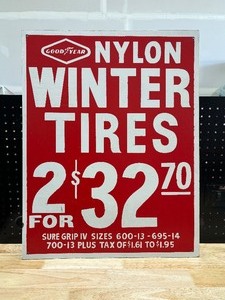 GOODYEAR NYLON
WINTER
TIRES
2 FOR $32.70
SURE GRIP IV SIZES 600-13 - 695-14
700-13 PLUS TAX OF $1.61 TO $1.95